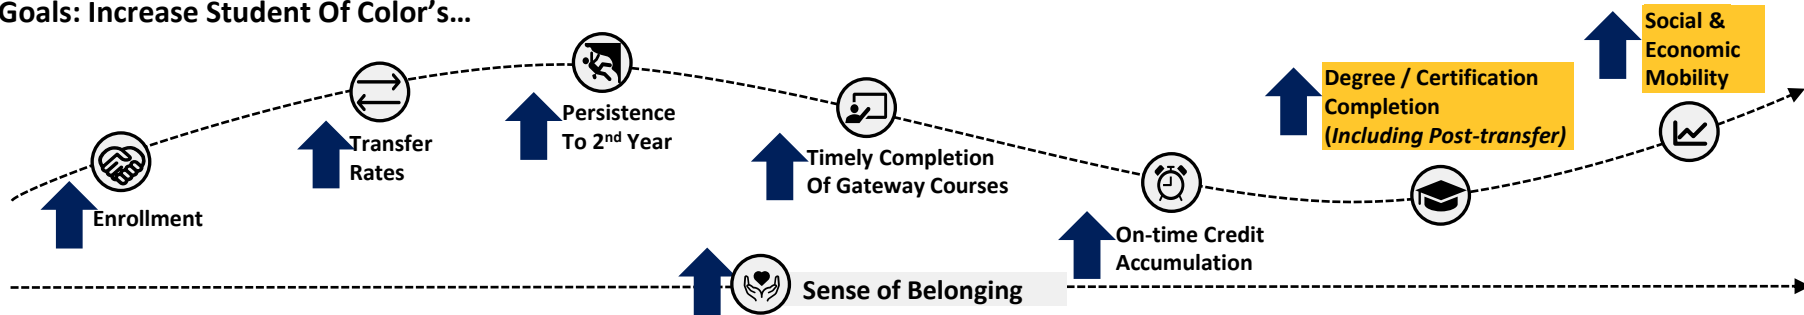 Goals: Increase Student Of Color's...
Enrollment
Transfer
Rates
Persistence
To 2nd Year
Timely Completion
Of Gateway Courses
On-time Credit
Accumulation
Degree / Certification
Completion
(Including Post-transfer)
Social &
Economic
Mobility
Sense of Belonging